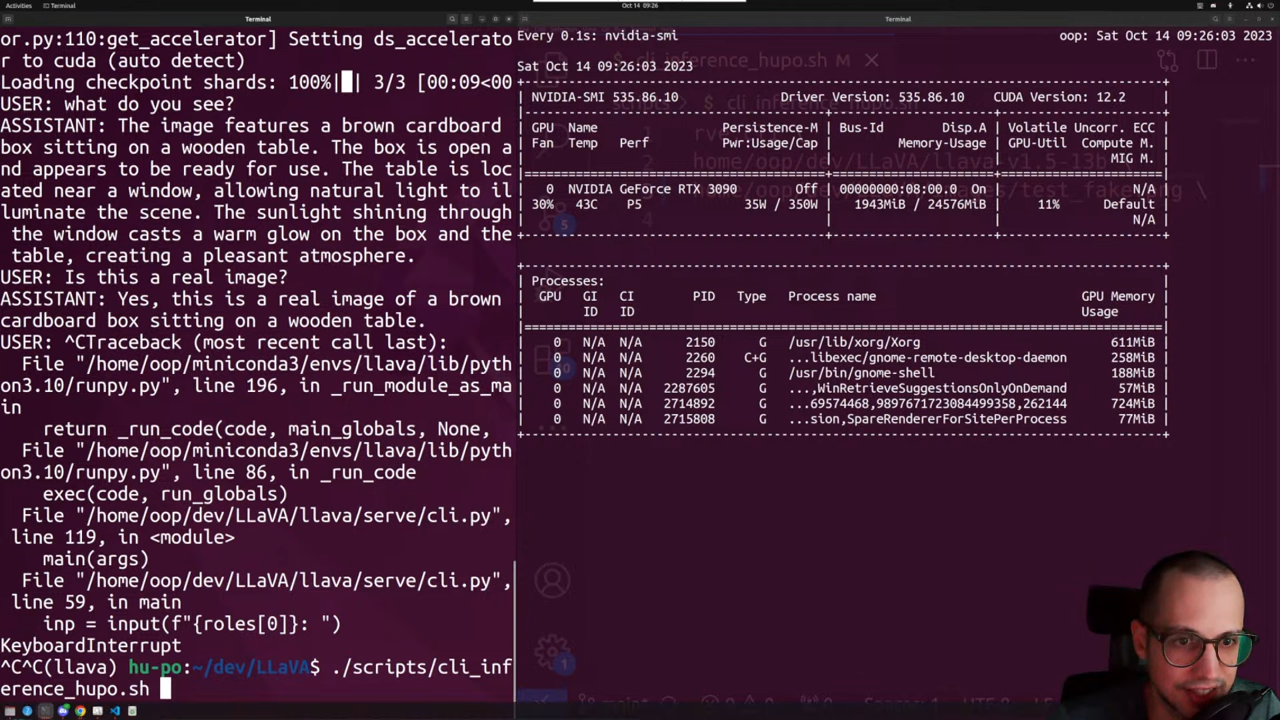 Activities Terminal Oct 14 09:26
Terminal
Terminal
or.py:110:get_accelerator] Setting ds_accelerato
r to cuda (auto detect)
Loading checkpoint shards: 100%|█| 3/3 [00:09<00
USER: what do you see?
ASSISTANT: The image features a brown cardboard
box sitting on a wooden table. The box is open a
nd appears to be ready for use. The table is loc
ated near a window, allowing natural light to il
luminate the scene. The sunlight shining through
the window casts a warm glow on the box and the
table, creating a pleasant atmosphere.
USER: Is this a real image?
ASSISTANT: Yes, this is a real image of a brown
cardboard box sitting on a wooden table.
USER: ^CTraceback (most recent call last):
File "/home/oop/miniconda3/envs/llava/lib/pyth
on3.10/runpy.py", line 196, in _run_module_as_ma
in
return _run_code(code, main_globals, None,
File "/home/oop/miniconda3/envs/llava/lib/pyth
on3.10/runpy.py", line 86, in _run_code
exec(code, run_globals)
File "/home/oop/dev/LLaVA/llava/serve/cli.py",
line 119, in <module>
main(args)
File "/home/oop/dev/LLaVA/llava/serve/cli.py",
line 59, in main
inp = input(f"{roles[0]}: ")
KeyboardInterrupt
^C^C(llava) hu-po:~/dev/LLaVA$ ./scripts/cli_inf
erence_hupo.sh
Every 0.1s: nvidia-smi oop: Sat Oct 14 09:26:03 2023
Sat Oct 14 09:26:03 2023
NVIDIA-SMI 535.86.10 Driver Version: 535.86.10 CUDA Version: 12.2
GPU Name Persistence-M | Bus-Id Disp.A | Volatile Uncorr. ECC
Fan Temp Perf Pwr:Usage/Cap | Memory-Usage | GPU-Util Compute M.
MIG M.
0 NVIDIA GeForce RTX 3090 Off | 00000000:08:00.0 On | N/A
30% 43C P5 35W / 350W | 1943MiB / 24576MiB | 11% Default
N/A
Processes:
GPU GI CI PID Type Process name GPU Memory
ID ID Usage
0 N/A N/A 2150 G /usr/lib/xorg/Xorg 611MiB
0 N/A N/A 2260 C+G ...libexec/gnome-remote-desktop-daemon 258MiB
0 N/A N/A 2294 G /usr/bin/gnome-shell 188MiB
0 N/A N/A 2287605 G ...,WinRetrieveSuggestionsOnlyOnDemand 57MiB
0 N/A N/A 2714892 G ...69574468,9897671723084499358,262144 724MiB
0 N/A N/A 2715808 G ...sion,SpareRendererForSitePerProcess 77MiB